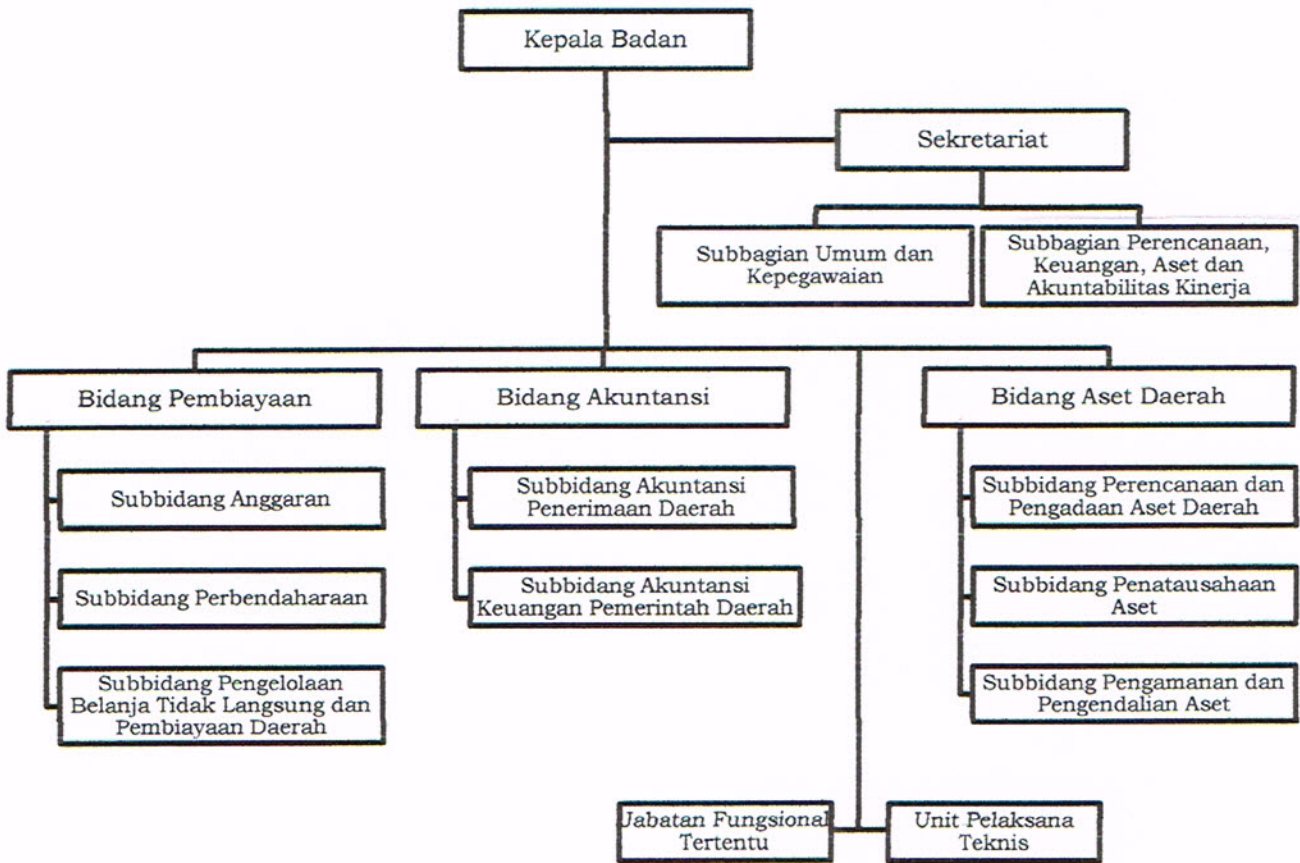 Kepala Badan
Sekretariat
Subbagian Umum dan
Kepegawaian
Subbagian Perencanaan,
Keuangan, Aset dan
Akuntabilitas Kinerja
Bidang Pembiayaan
Subbidang Anggaran
Subbidang Perbendaharaan
Subbidang Pengelolaan
Belanja Tidak Langsung dan
Pembiayaan Daerah
Bidang Akuntansi
Subbidang Akuntansi
Penerimaan Daerah
Subbidang Akuntansi
Keuangan Pemerintah Daerah
Bidang Aset Daerah
Subbidang Perencanaan dan
Pengadaan Aset Daerah
Subbidang Penatausahaan
Aset
Subbidang Pengamanan dan
Pengendalian Aset
Jabatan Fungsional
Tertentu
Unit Pelaksana
Teknis